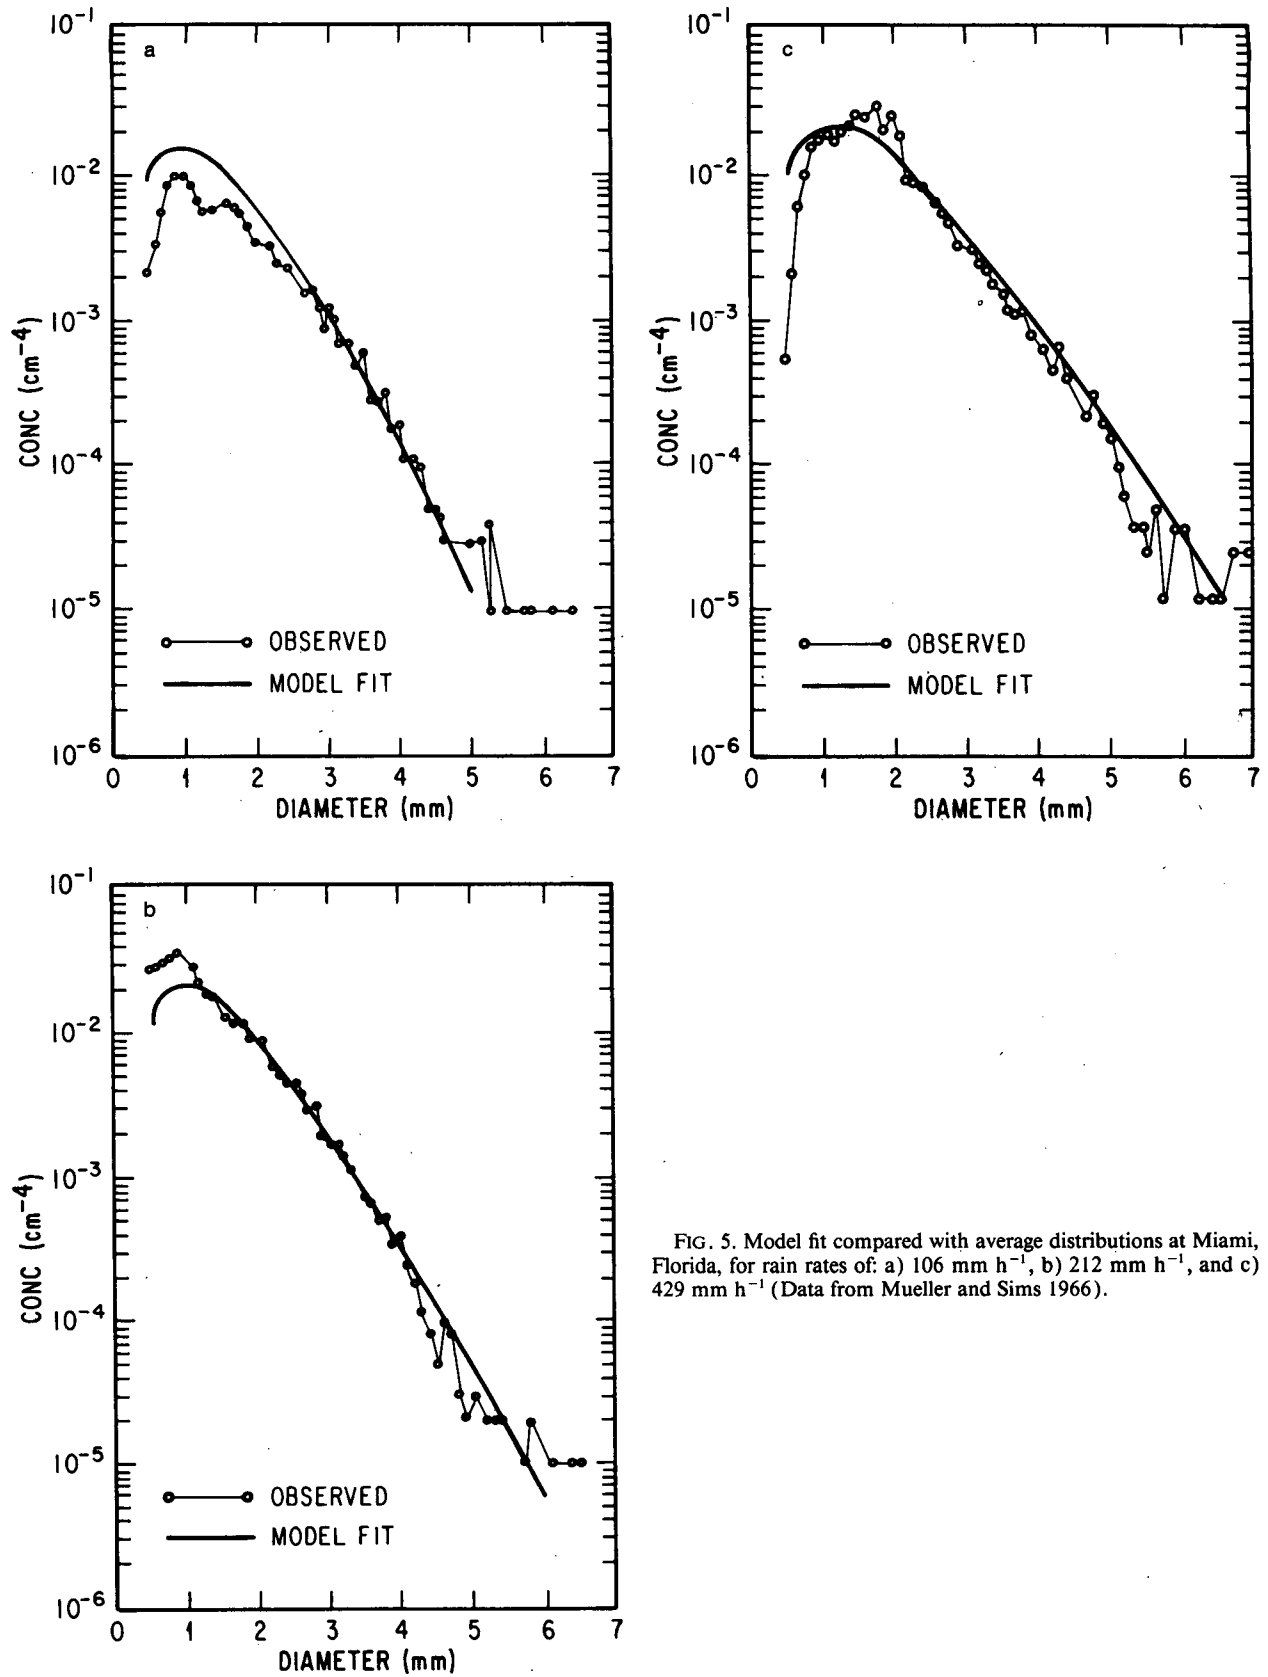 a
10⁻¹
10⁻²
10⁻³
10⁻⁴
10⁻⁵
10⁻⁶
CONC (cm⁻⁴)
OBSERVED
MODEL FIT
0 1 2 3 4 5 6 7
DIAMETER (mm)
c
10⁻¹
10⁻²
10⁻³
10⁻⁴
10⁻⁵
10⁻⁶
CONC (cm⁻⁴)
OBSERVED
MODEL FIT
0 1 2 3 4 5 6 7
DIAMETER (mm)
b
10⁻¹
10⁻²
10⁻³
10⁻⁴
10⁻⁵
10⁻⁶
CONC (cm⁻⁴)
OBSERVED
MODEL FIT
0 1 2 3 4 5 6 7
DIAMETER (mm)
FIG. 5. Model fit compared with average distributions at Miami,
Florida, for rain rates of: a) 106 mm h⁻¹, b) 212 mm h⁻¹, and c)
429 mm h⁻¹ (Data from Mueller and Sims 1966).